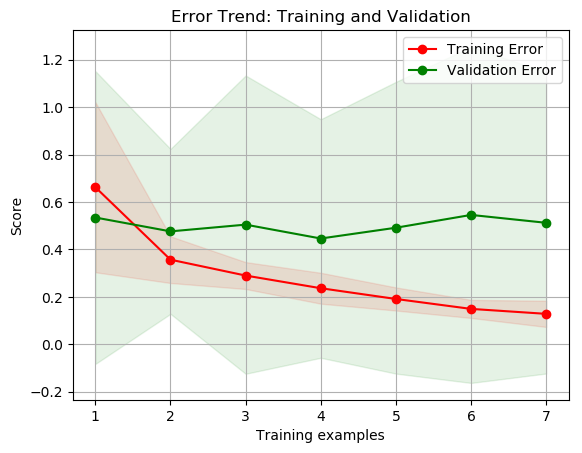 Error Trend: Training and Validation
Training Error
Validation Error
Score
1.2
1.0
0.8
0.6
0.4
0.2
0.0
−0.2
1 2 3 4 5 6 7
Training examples